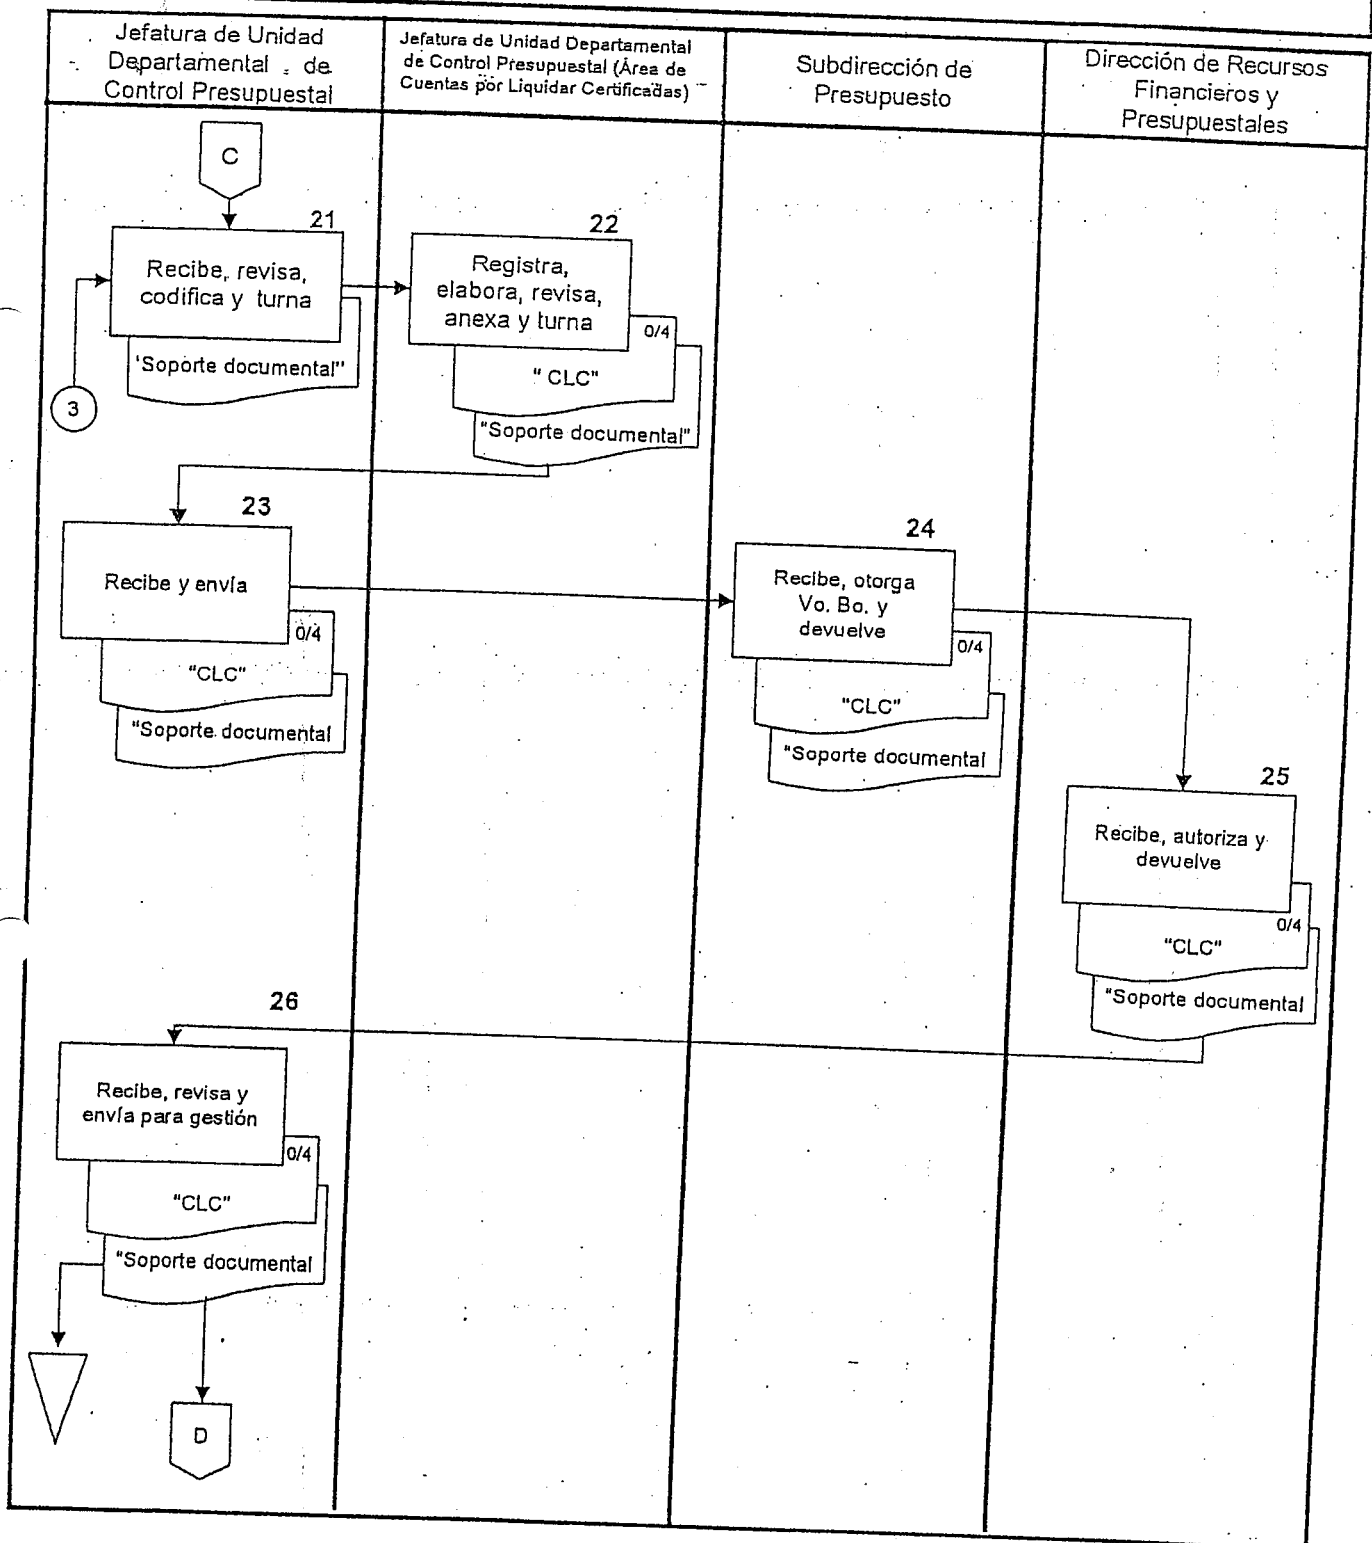 Jefatura de Unidad
Departamental de
Control Presupuestal
Jefatura de Unidad Departamental
de Control Presupuestal (Área de
Cuentas por Liquidar Certificadas)
Subdirección de
Presupuesto
Dirección de Recursos
Financieros y
Presupuestales
C
21
Recibe, revisa,
codifica y turna
'Soporte documental"
3
22
Registra,
elabora, revisa,
anexa y turna
0/4
" CLC"
"Soporte documental"
23
Recibe y envía
0/4
"CLC"
"Soporte documental
24
Recibe, otorga
Vo. Bo. y
devuelve
0/4
"CLC"
"Soporte documental
25
Recibe, autoriza y
devuelve
0/4
"CLC"
"Soporte documental
26
Recibe, revisa y
envía para gestión
0/4
"CLC"
"Soporte documental
D